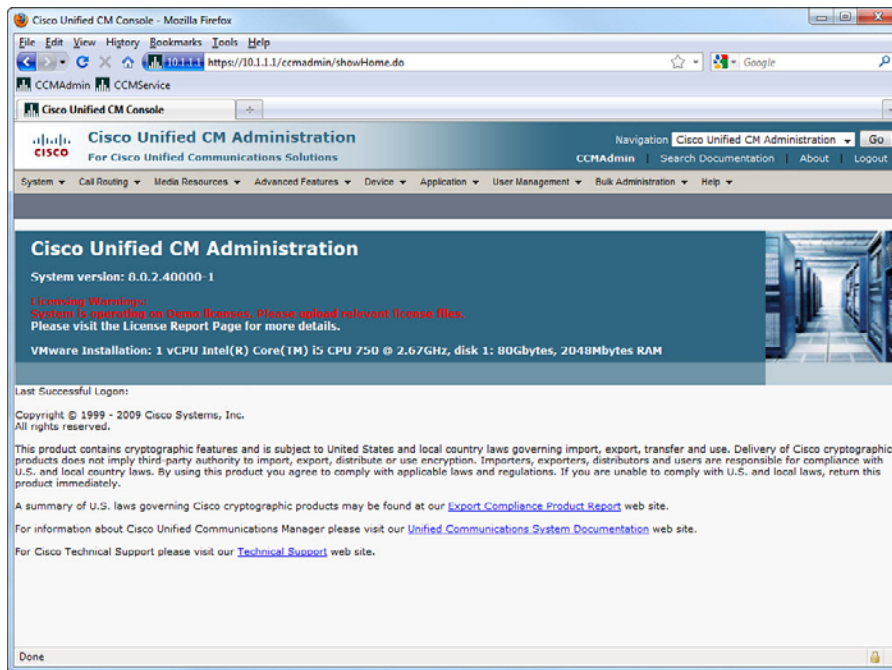 Cisco Unified CM Console - Mozilla Firefox
File Edit View History Bookmarks Tools Help
10.1.1.1 https://10.1.1.1/ccmadmin/showHome.do
Google
CCMAdmin CCMService
Cisco Unified CM Console
CISCO
Cisco Unified CM Administration
For Cisco Unified Communications Solutions
Navigation Cisco Unified CM Administration Go
CCMAdmin | Search Documentation | About | Logout
System Call Routing Media Resources Advanced Features Device Application User Management Bulk Administration Help
Cisco Unified CM Administration
System version: 8.0.2.40000-1
Licensing Warnings:
System is operating on Demo licenses. Please upload relevant license files.
Please visit the License Report Page for more details.
VMware Installation: 1 vCPU Intel(R) Core(TM) i5 CPU 750 @ 2.67GHz, disk 1: 80Gbytes, 2048Mbytes RAM
Last Successful Logon:
Copyright © 1999 - 2009 Cisco Systems, Inc.
All rights reserved.
This product contains cryptographic features and is subject to United States and local country laws governing import, export, transfer and use. Delivery of Cisco cryptographic
products does not imply third-party authority to import, export, distribute or use encryption. Importers, exporters, distributors and users are responsible for compliance with
U.S. and local country laws. By using this product you agree to comply with applicable laws and regulations. If you are unable to comply with U.S. and local laws, return this
product immediately.
A summary of U.S. laws governing Cisco cryptographic products may be found at our Export Compliance Product Report web site.
For information about Cisco Unified Communications Manager please visit our Unified Communications System Documentation web site.
For Cisco Technical Support please visit our Technical Support web site.
Done